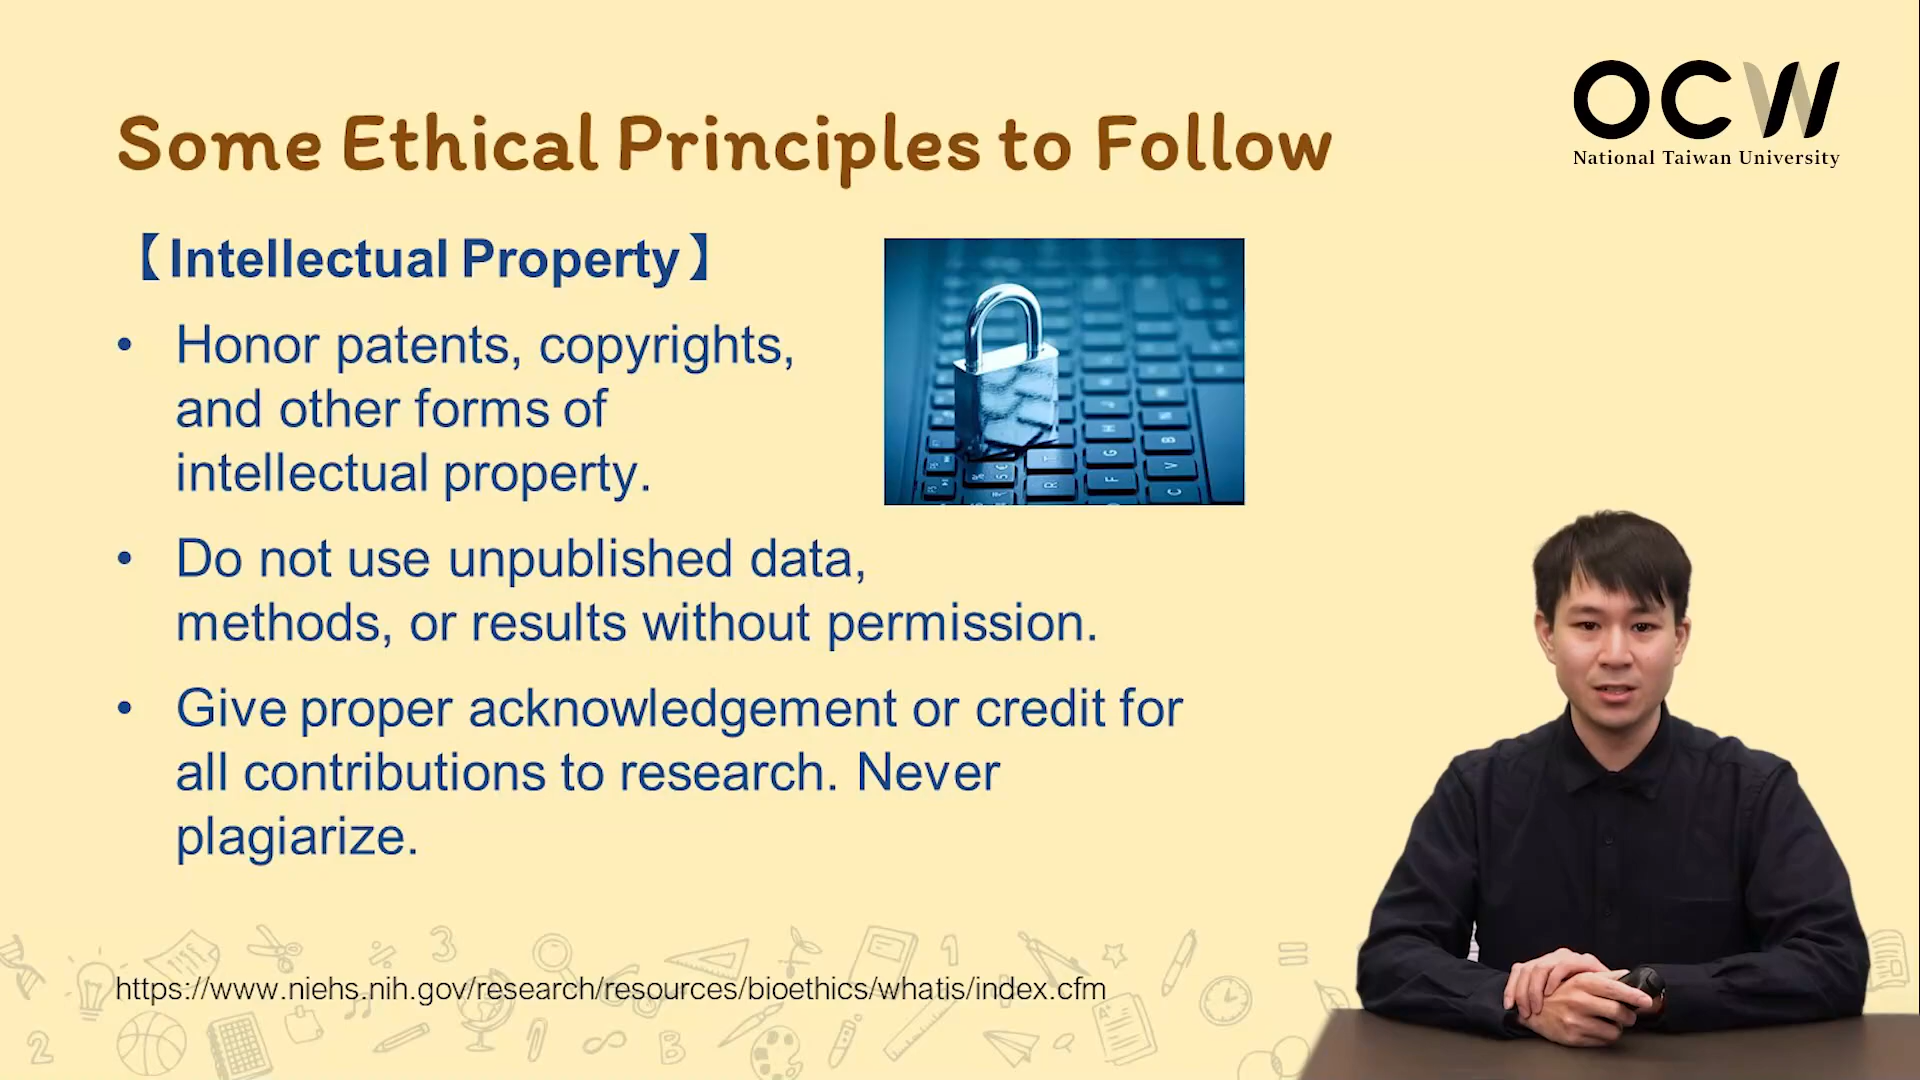 OCW
National Taiwan University
Some Ethical Principles to Follow
【Intellectual Property】
• Honor patents, copyrights,
and other forms of
intellectual property.
• Do not use unpublished data,
methods, or results without permission.
• Give proper acknowledgement or credit for
all contributions to research. Never
plagiarize.
https://www.niehs.nih.gov/research/resources/bioethics/whatis/index.cfm